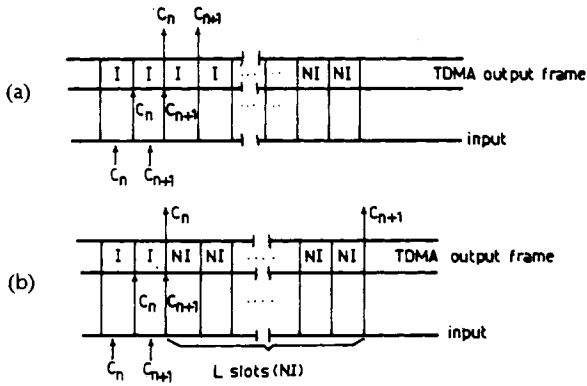 C_n C_{n+1}
(a) I I I I ..... NI NI TDMA output frame
C_n C_{n+1} .....
input
C_n C_{n+1}
C_n C_{n+1}
(b) I I NI NI ..... NI NI TDMA output frame
C_n C_{n+1} .....
input
C_n C_{n+1}
L slots (NI)